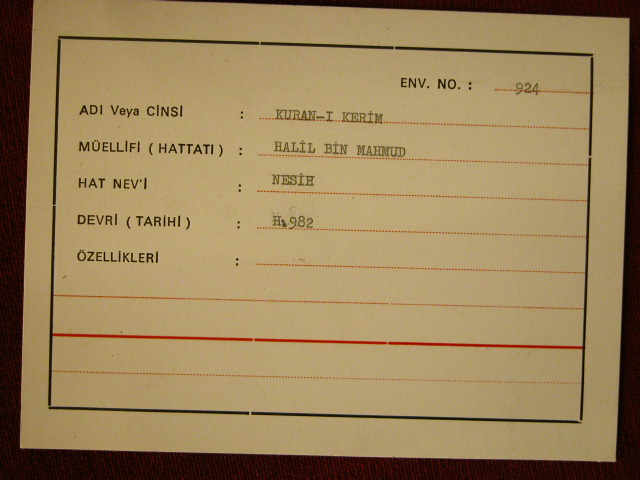 ENV. NO. : 924
ADI Veya CİNSİ : KURAN-I KERİM
MÜELLİFİ ( HATTATI ) : HALİL BİN MAHMUD
HAT NEV'İ : NESİH
DEVRİ ( TARİHİ ) : H.982
ÖZELLİKLERİ :